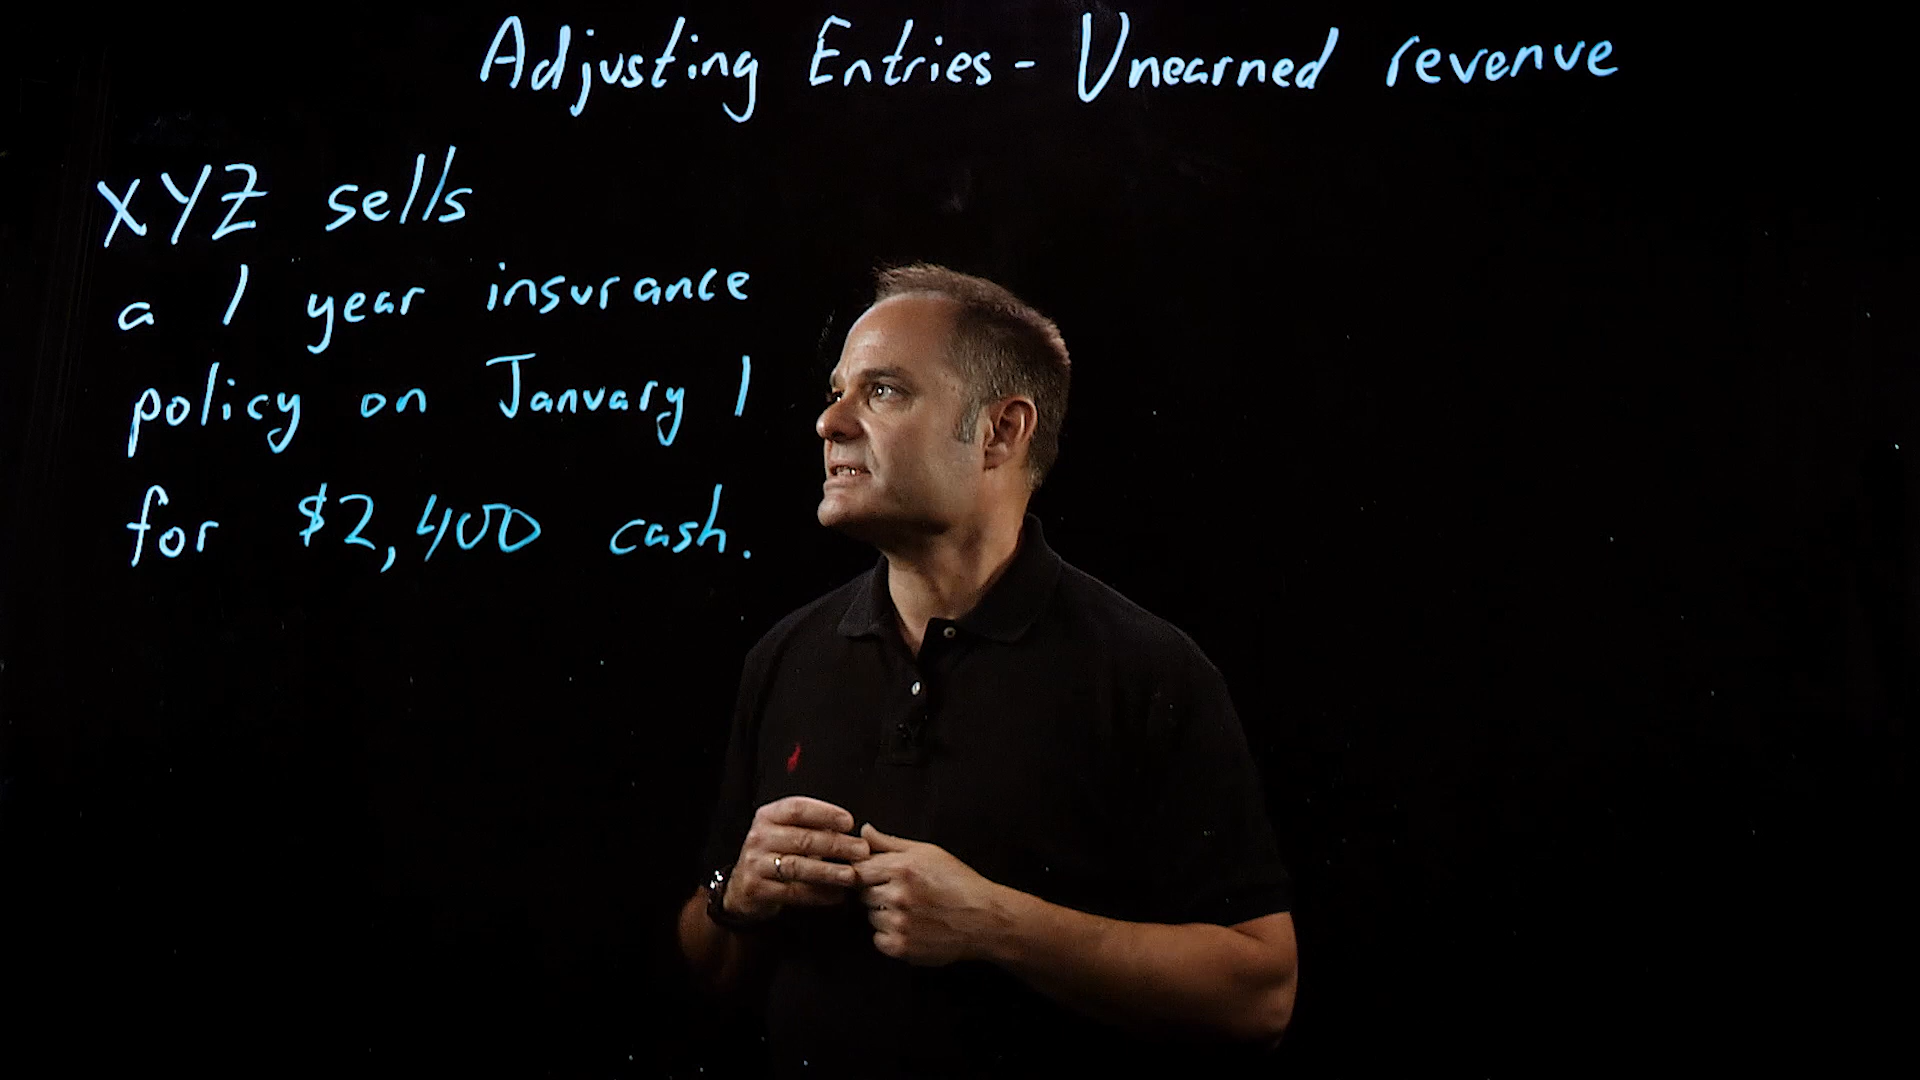 Adjusting Entries - Unearned revenue
XYZ sells
a 1 year insurance
policy on January 1
for $2,400 cash.